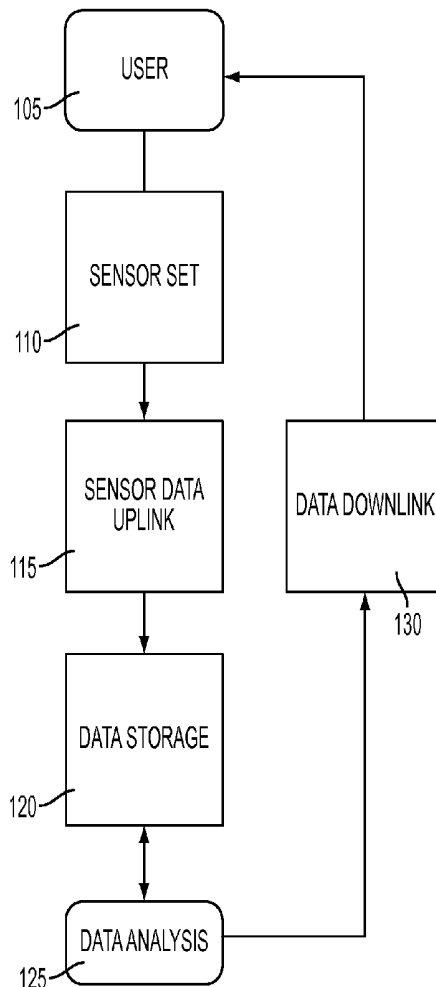 USER
105
SENSOR SET
110
SENSOR DATA
UPLINK
115
DATA DOWNLINK
130
DATA STORAGE
120
DATA ANALYSIS
125